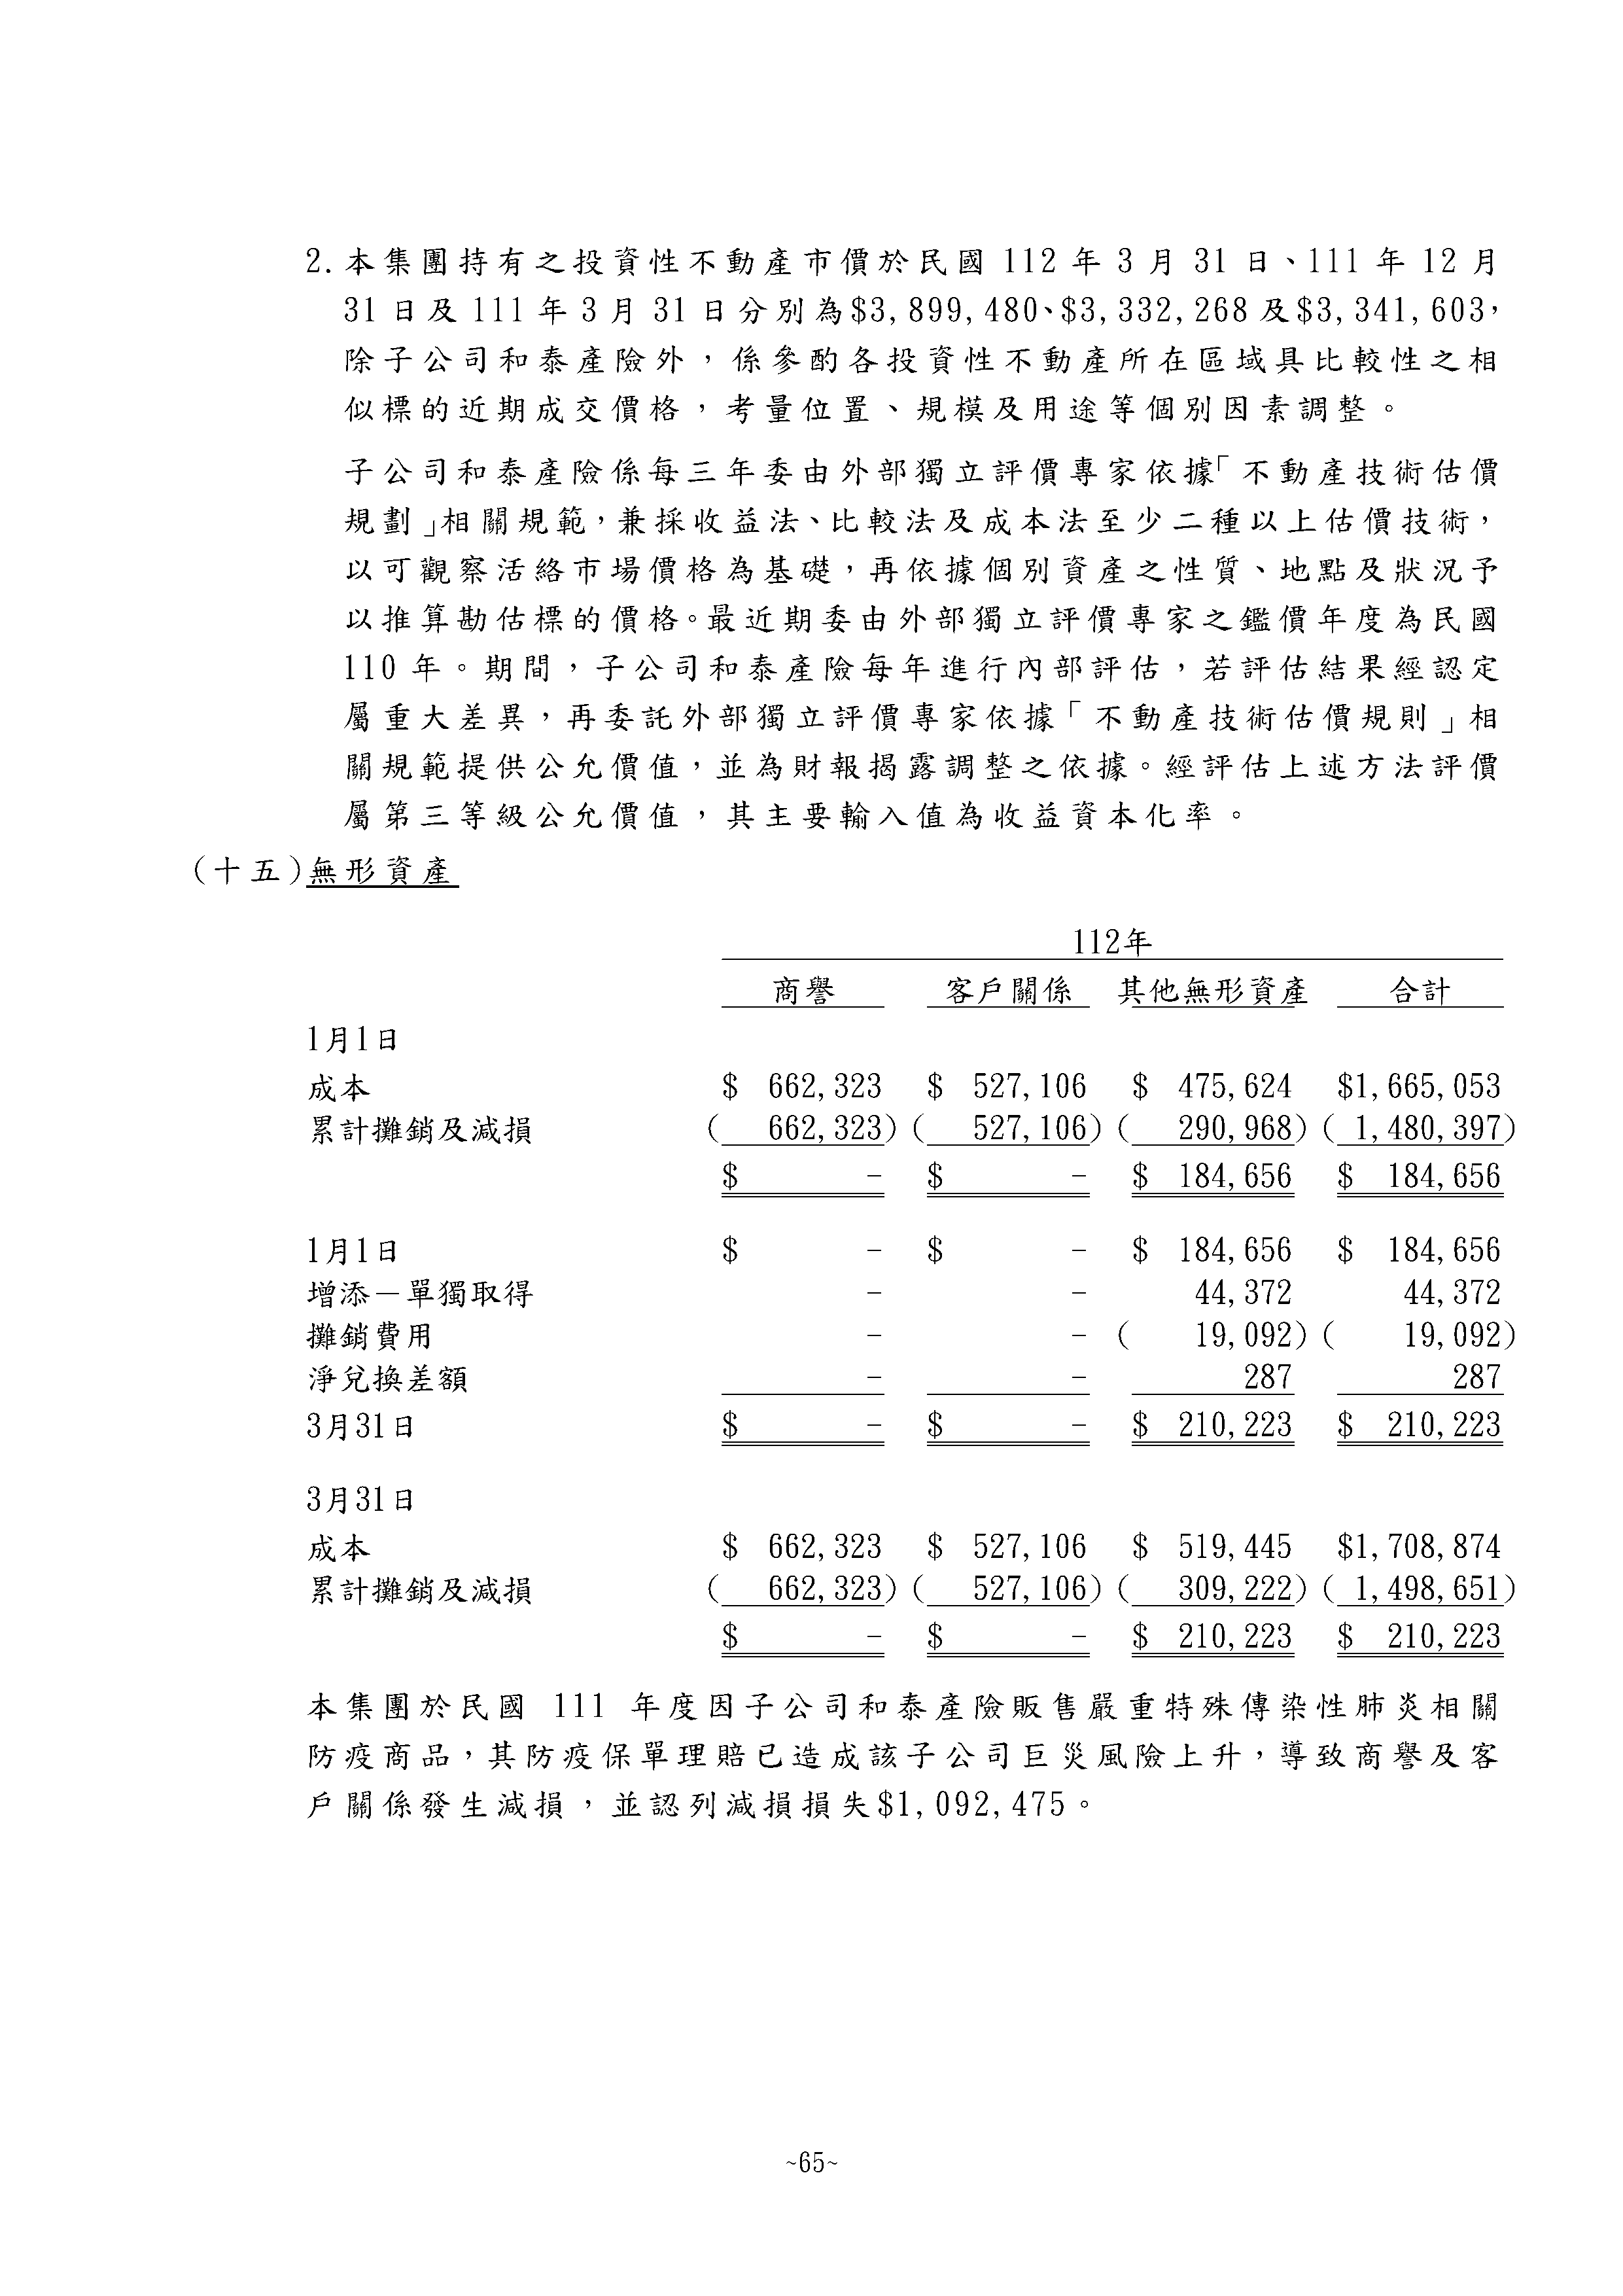 2.本集團持有之投資性不動產市價於民國 112 年 3 月 31 日、111 年 12 月
31 日及 111 年 3 月 31 日分別為$3,899,480、$3,332,268 及$3,341,603，
除子公司和泰產險外，係參酌各投資性不動產所在區域具比較性之相
似標的近期成交價格，考量位置、規模及用途等個別因素調整。
子公司和泰產險係每三年委由外部獨立評價專家依據「不動產技術估價
規劃」相關規範，兼採收益法、比較法及成本法至少二種以上估價技術，
以可觀察活絡市場價格為基礎，再依據個別資產之性質、地點及狀況予
以推算勘估標的價格。最近期委由外部獨立評價專家之鑑價年度為民國
110 年。期間，子公司和泰產險每年進行內部評估，若評估結果經認定
屬重大差異，再委託外部獨立評價專家依據「不動產技術估價規則」相
關規範提供公允價值，並為財報揭露調整之依據。經評估上述方法評價
屬第三等級公允價值，其主要輸入值為收益資本化率。
(十五)無形資產
112年
商譽 客戶關係 其他無形資產 合計
1月1日
成本 $ 662,323 $ 527,106 $ 475,624 $1,665,053
累計攤銷及減損 ( 662,323) ( 527,106) ( 290,968) ( 1,480,397)
$ - $ - $ 184,656 $ 184,656
1月1日 $ - $ - $ 184,656 $ 184,656
增添－單獨取得 - - 44,372 44,372
攤銷費用 - - ( 19,092) ( 19,092)
淨兌換差額 - - 287 287
3月31日 $ - $ - $ 210,223 $ 210,223
3月31日
成本 $ 662,323 $ 527,106 $ 519,445 $1,708,874
累計攤銷及減損 ( 662,323) ( 527,106) ( 309,222) ( 1,498,651)
$ - $ - $ 210,223 $ 210,223
本集團於民國 111 年度因子公司和泰產險販售嚴重特殊傳染性肺炎相關
防疫商品，其防疫保單理賠已造成該子公司巨災風險上升，導致商譽及客
戶關係發生減損，並認列減損損失$1,092,475。
~65~